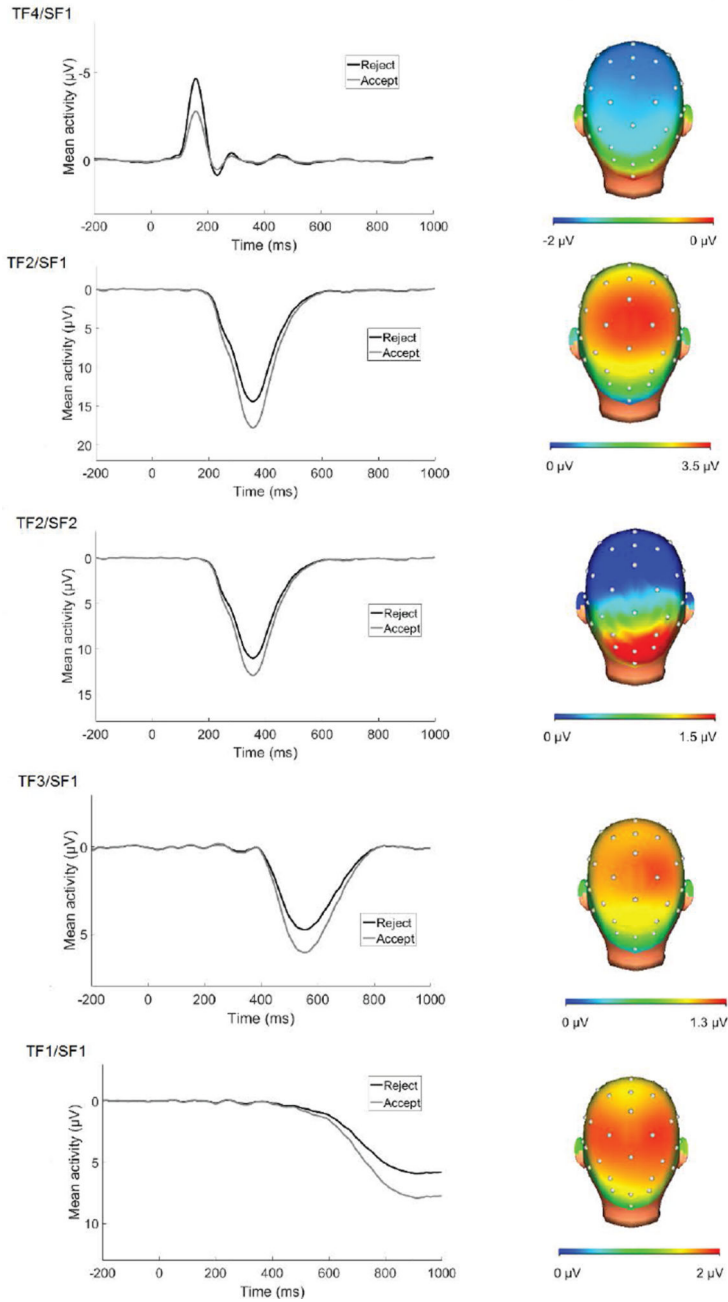 TF4/SF1
Mean activity (µV)
-5
0
Reject
Accept
-200 0 200 400 600 800 1000
Time (ms)
-2 µV 0 µV
TF2/SF1
Mean activity (µV)
0
5
10
15
20
Reject
Accept
-200 0 200 400 600 800 1000
Time (ms)
0 µV 3.5 µV
TF2/SF2
Mean activity (µV)
0
5
10
15
Reject
Accept
-200 0 200 400 600 800 1000
Time (ms)
0 µV 1.5 µV
TF3/SF1
Mean activity (µV)
0
5
Reject
Accept
-200 0 200 400 600 800 1000
Time (ms)
0 µV 1.3 µV
TF1/SF1
Mean activity (µV)
0
5
10
Reject
Accept
-200 0 200 400 600 800 1000
Time (ms)
0 µV 2 µV